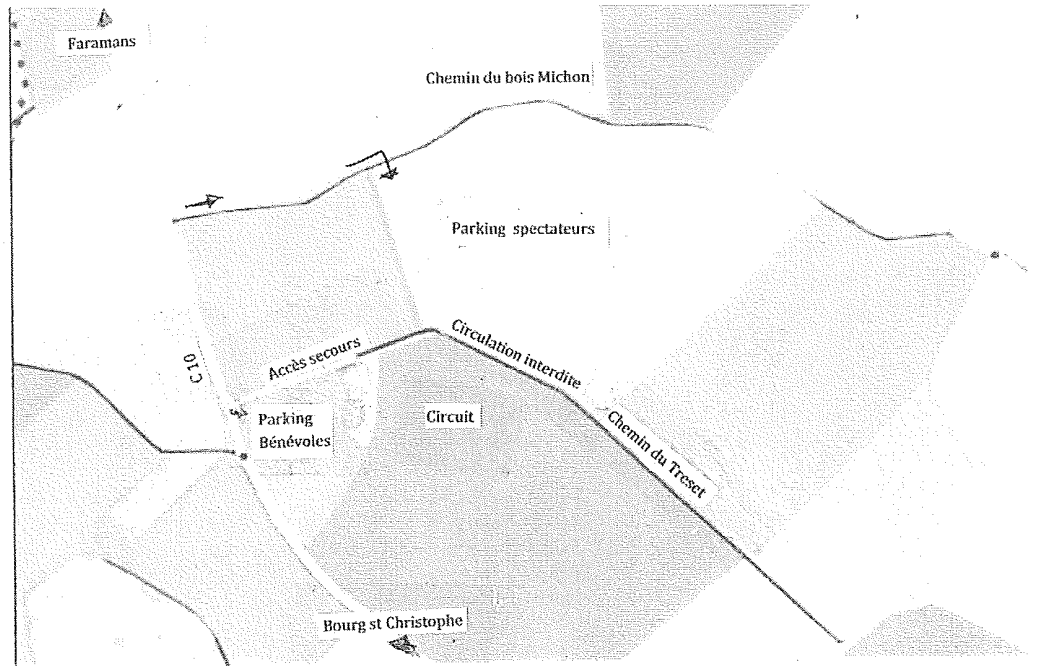 Faramans
Chemin du bois Michon
Parking spectateurs
C 10
Accès secours
Circulation interdite
Parking
Bénévoles
Circuit
Chemin du Treset
Bourg st Christophe